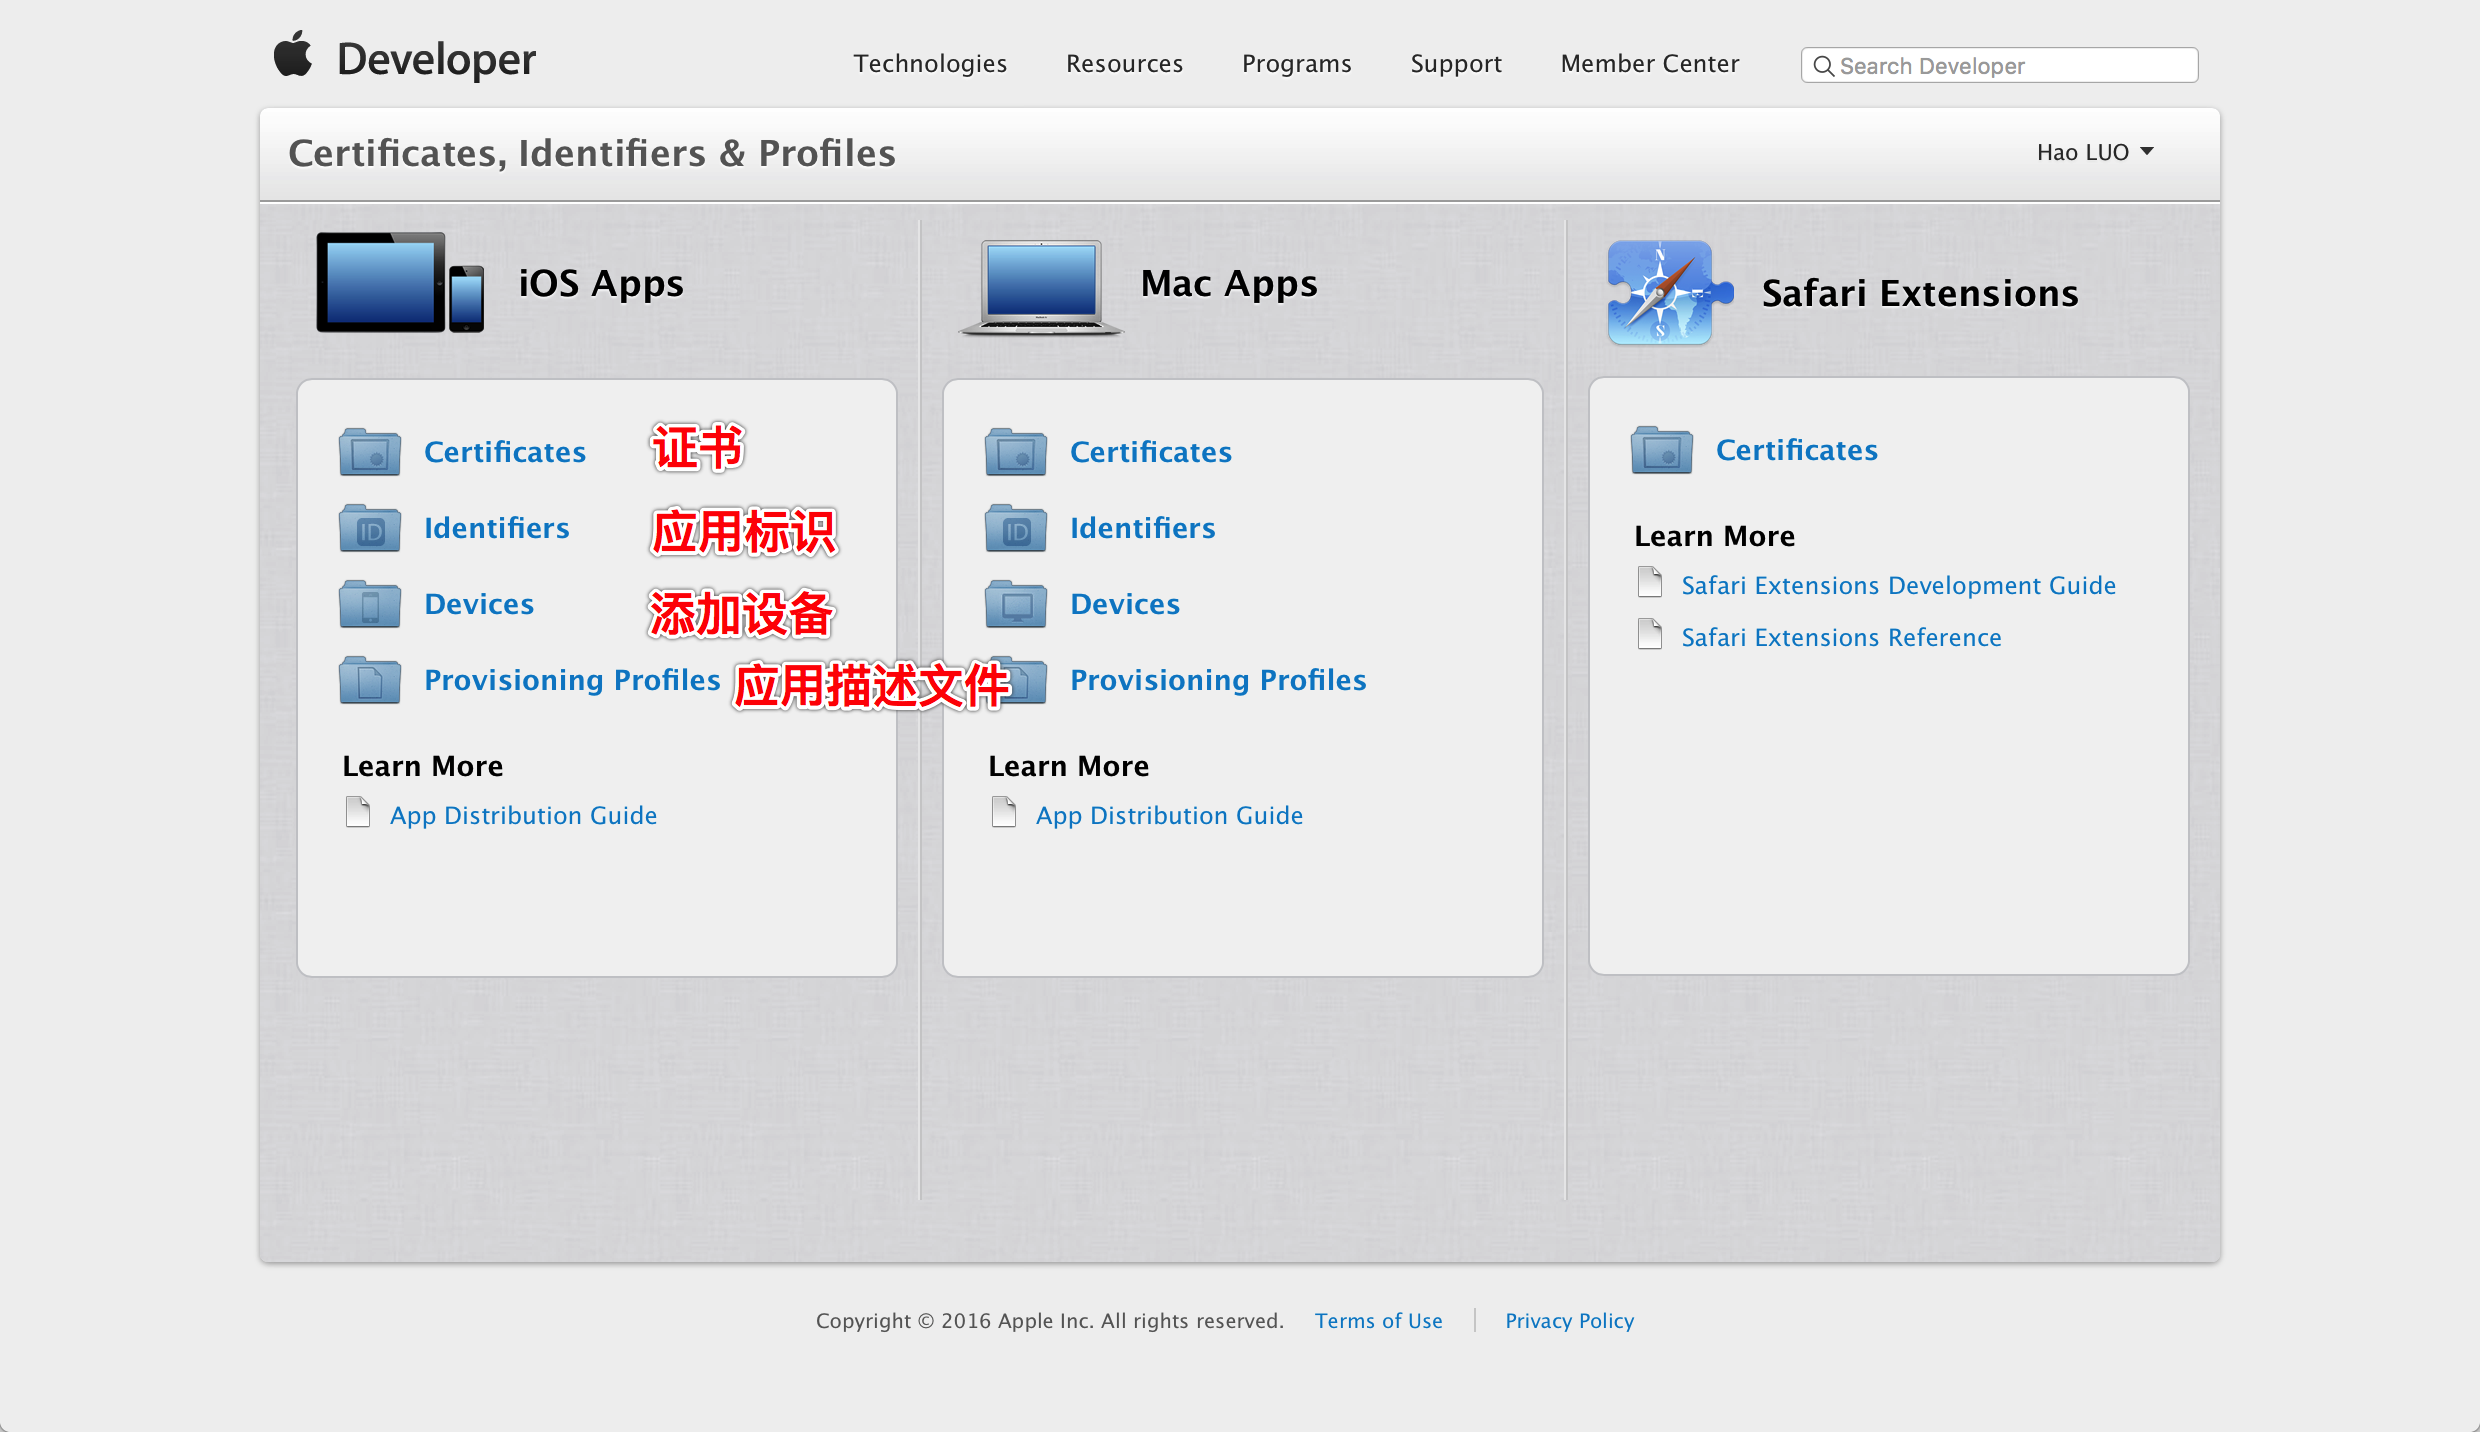 Developer
Technologies Resources Programs Support Member Center Search Developer
Certificates, Identifiers & Profiles
Hao LUO
iOS Apps
Certificates 证书
Identifiers 应用标识
Devices 添加设备
Provisioning Profiles 应用描述文件
Learn More
App Distribution Guide
Mac Apps
Certificates
Identifiers
Devices
Provisioning Profiles
Learn More
App Distribution Guide
Safari Extensions
Certificates
Learn More
Safari Extensions Development Guide
Safari Extensions Reference
Copyright © 2016 Apple Inc. All rights reserved. Terms of Use | Privacy Policy